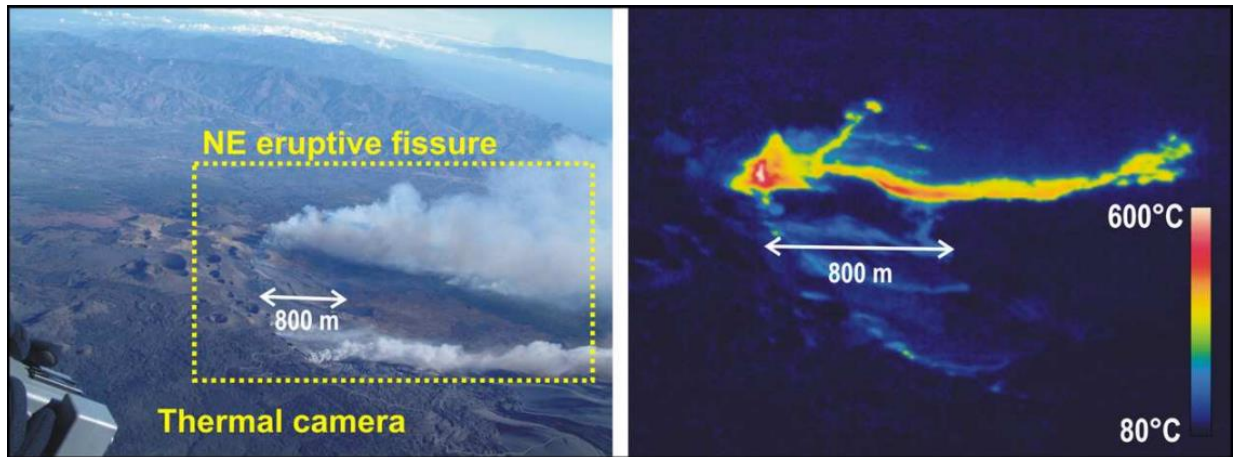 NE eruptive fissure
800 m
Thermal camera
600°C
800 m
80°C